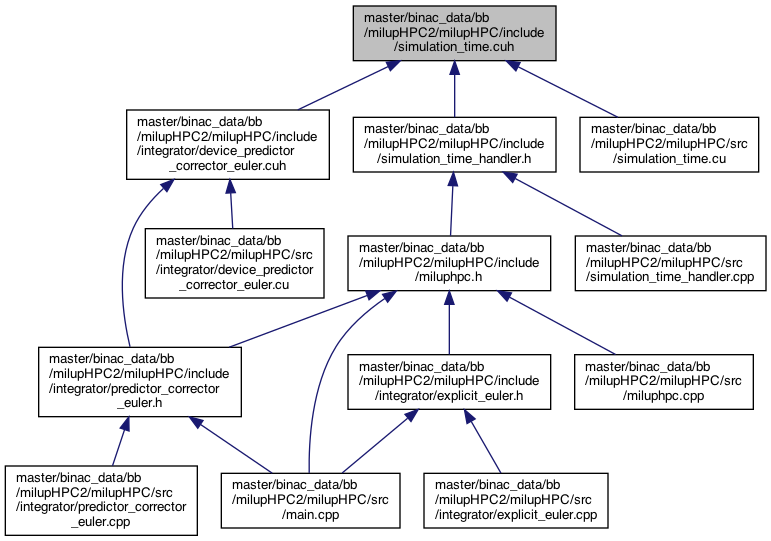 master/binac_data/bb
/milupHPC2/milupHPC/include
/simulation_time.cuh
master/binac_data/bb
/milupHPC2/milupHPC/include
/integrator/device_predictor
_corrector_euler.cuh
master/binac_data/bb
/milupHPC2/milupHPC/include
/simulation_time_handler.h
master/binac_data/bb
/milupHPC2/milupHPC/src
/simulation_time.cu
master/binac_data/bb
/milupHPC2/milupHPC/src
/integrator/device_predictor
_corrector_euler.cu
master/binac_data/bb
/milupHPC2/milupHPC/include
/miluphpc.h
master/binac_data/bb
/milupHPC2/milupHPC/src
/simulation_time_handler.cpp
master/binac_data/bb
/milupHPC2/milupHPC/include
/integrator/predictor_corrector
_euler.h
master/binac_data/bb
/milupHPC2/milupHPC/include
/integrator/explicit_euler.h
master/binac_data/bb
/milupHPC2/milupHPC/src
/miluphpc.cpp
master/binac_data/bb
/milupHPC2/milupHPC/src
/integrator/predictor_corrector
_euler.cpp
master/binac_data/bb
/milupHPC2/milupHPC/src
/main.cpp
master/binac_data/bb
/milupHPC2/milupHPC/src
/integrator/explicit_euler.cpp